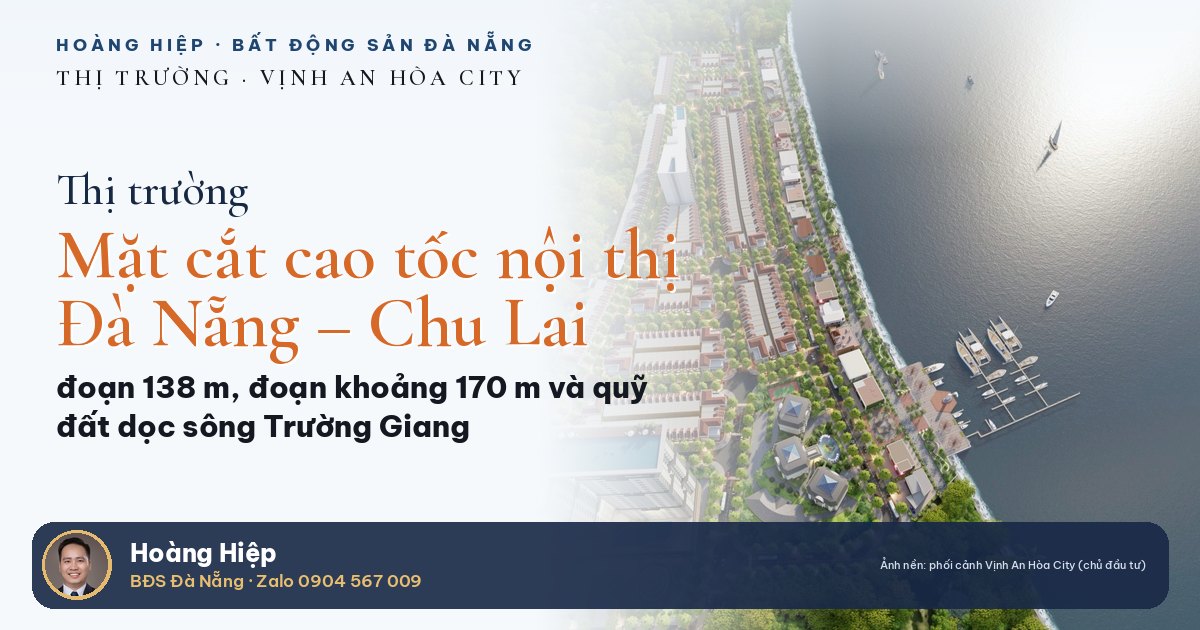 HOÀNG HIỆP · BẤT ĐỘNG SẢN ĐÀ NẴNG
THỊ TRƯỜNG · VỊNH AN HÒA CITY
Thị trường
Mặt cắt cao tốc nội thị
Đà Nẵng – Chu Lai
đoạn 138 m, đoạn khoảng 170 m và quỹ
đất dọc sông Trường Giang
Hoàng Hiệp
BĐS Đà Nẵng · Zalo 0904 567 009
Ảnh nền: phối cảnh Vịnh An Hòa City (chủ đầu tư)